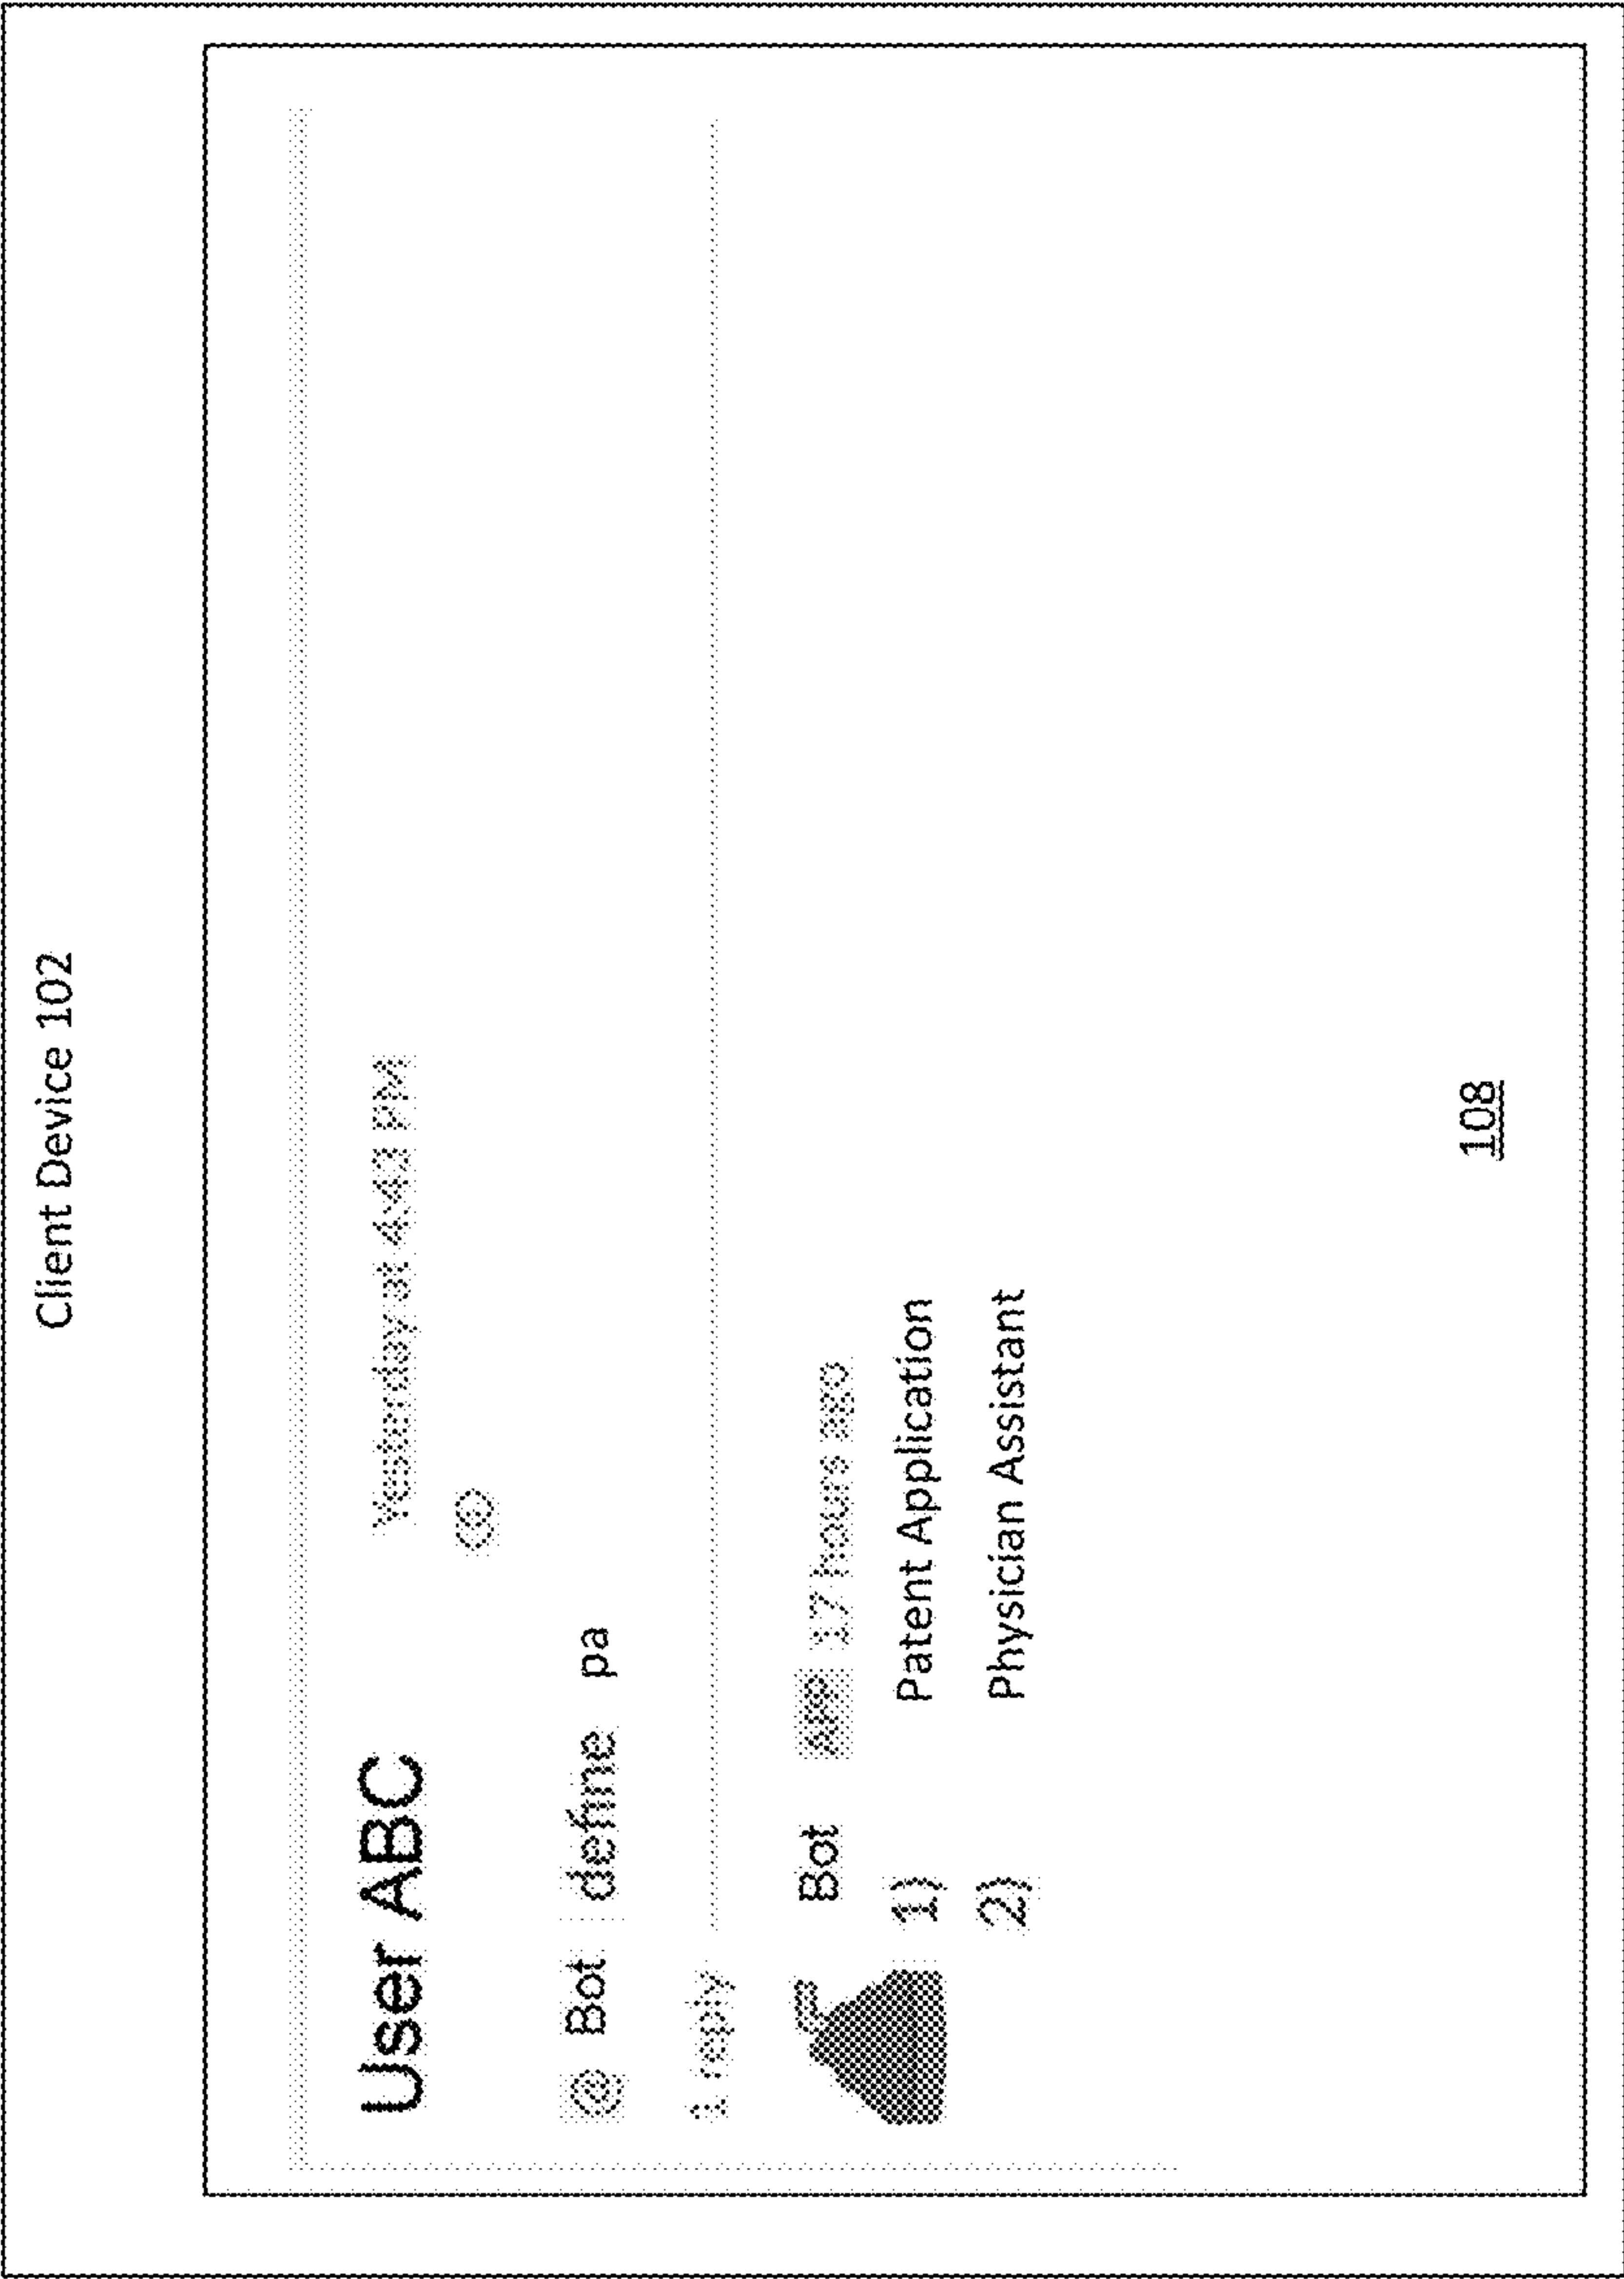 Client Device 102
User ABC Yesterday at 4:43 PM
@ Bot define pa
1 reply
Bot APP 17 hours ago
1) Patent Application
2) Physician Assistant
108